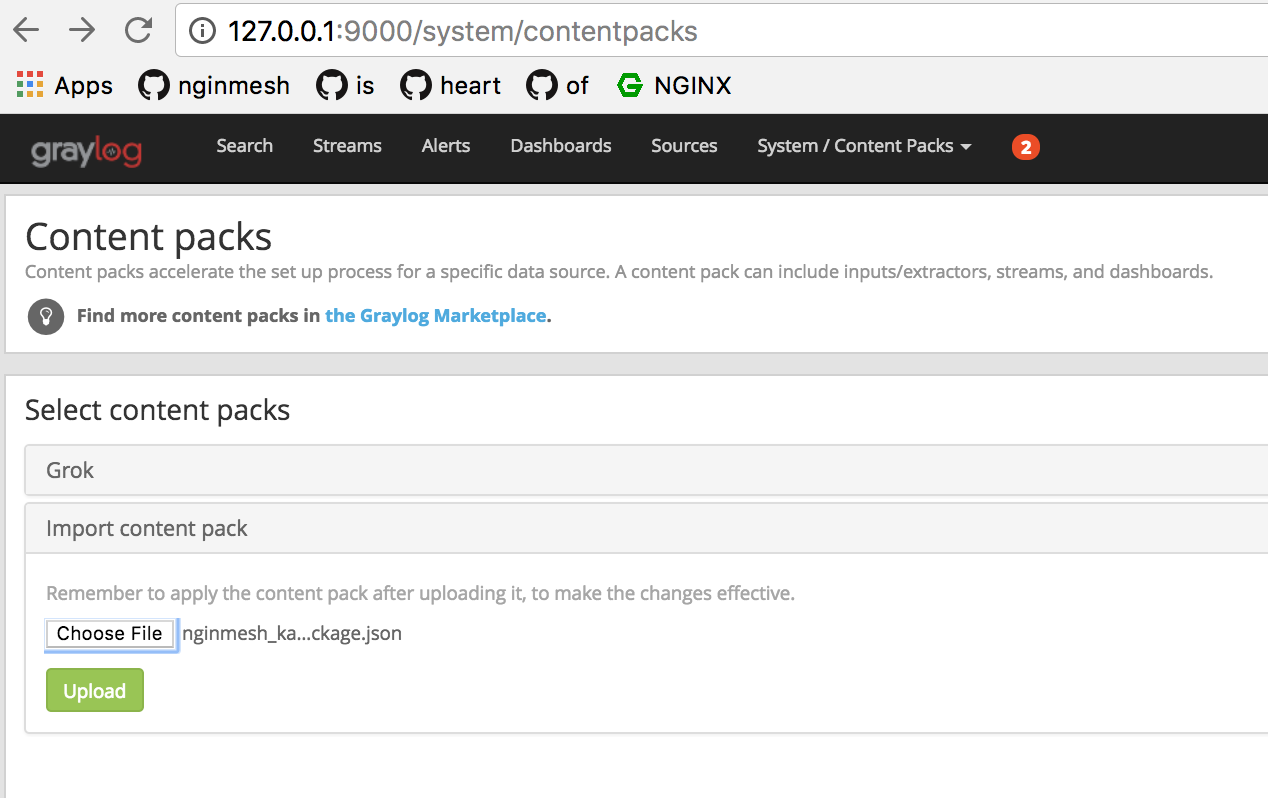 127.0.0.1:9000/system/contentpacks
Apps nginmesh is heart of NGINX
graylog Search Streams Alerts Dashboards Sources System / Content Packs 2
Content packs
Content packs accelerate the set up process for a specific data source. A content pack can include inputs/extractors, streams, and dashboards.
Find more content packs in the Graylog Marketplace.
Select content packs
Grok
Import content pack
Remember to apply the content pack after uploading it, to make the changes effective.
Choose File nginmesh_ka...ckage.json
Upload